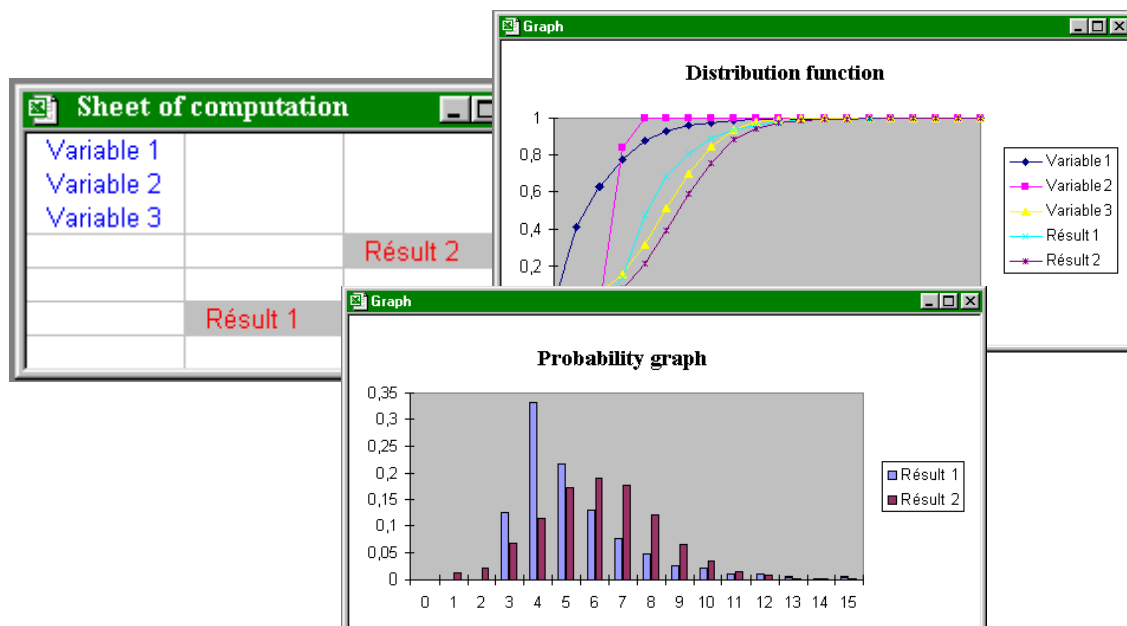 Graph
Distribution function
1
0,8
0,6
0,4
0,2
Variable 1
Variable 2
Variable 3
Résult 1
Résult 2
Sheet of computation
Variable 1
Variable 2
Variable 3
Résult 2
Résult 1
Graph
Probability graph
0,35
0,3
0,25
0,2
0,15
0,1
0,05
0
0 1 2 3 4 5 6 7 8 9 10 11 12 13 14 15
Résult 1
Résult 2